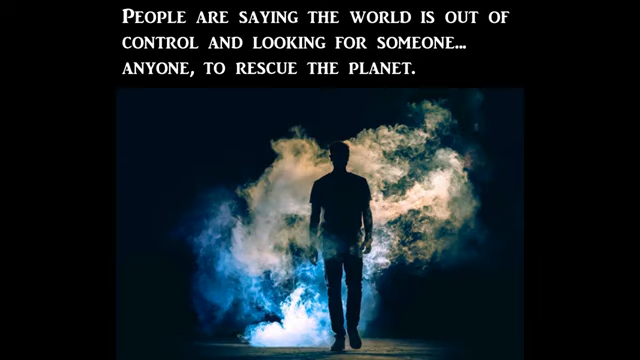 People are saying the world is out of
control and looking for someone...
anyone, to rescue the planet.